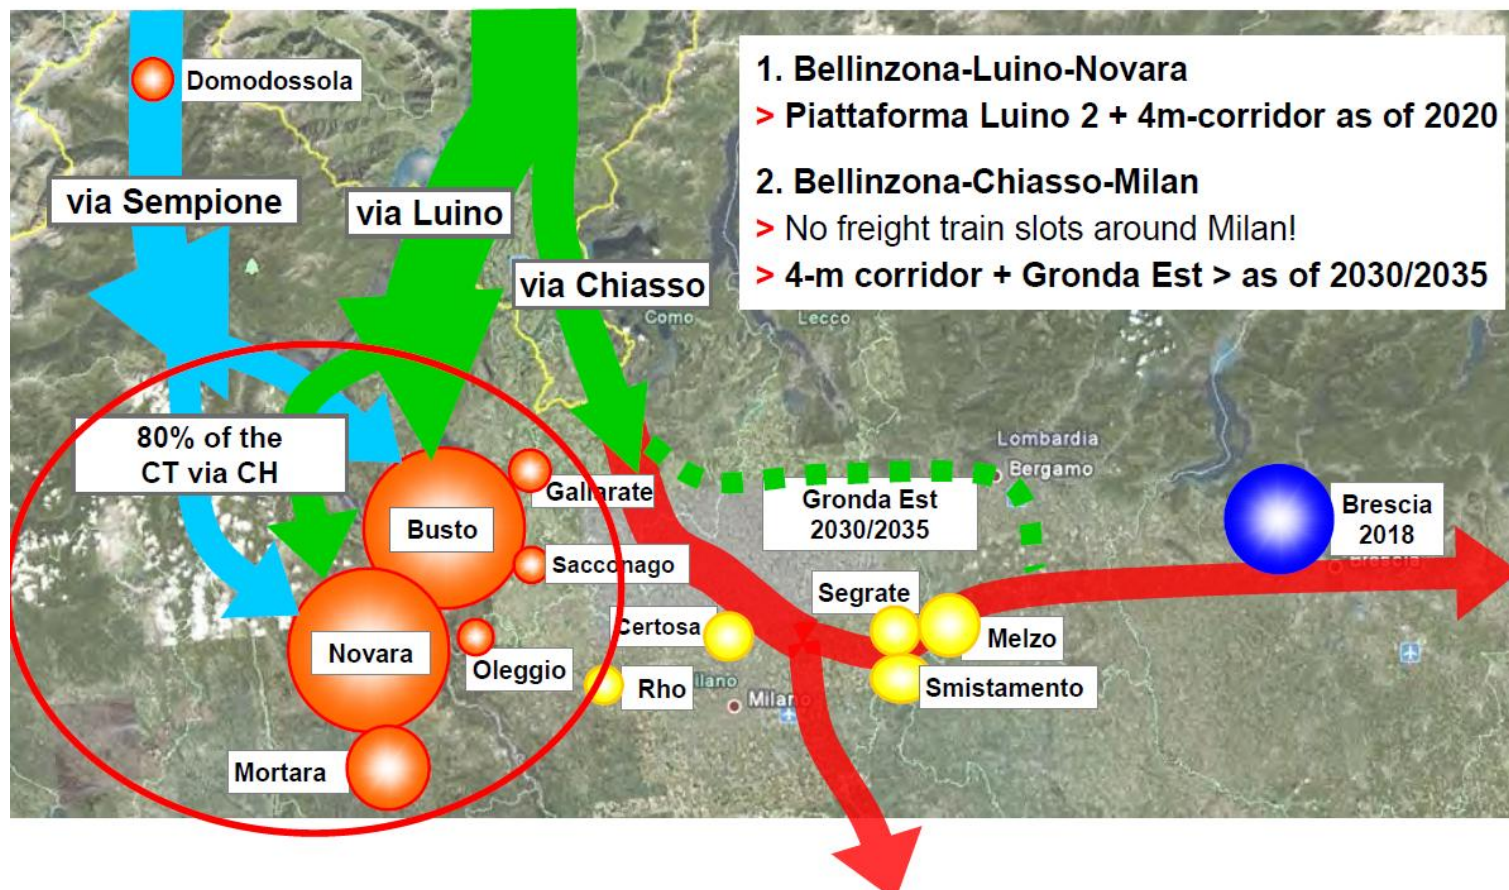 1. Bellinzona-Luino-Novara
> Piattaforma Luino 2 + 4m-corridor as of 2020
2. Bellinzona-Chiasso-Milan
> No freight train slots around Milan!
> 4-m corridor + Gronda Est > as of 2030/2035
Domodossola
via Sempione
via Luino
via Chiasso
Como
Lecco
80% of the
CT via CH
Lombardia
Bergamo
Gallarate
Busto
Gronda Est
2030/2035
Brescia
2018
Brescia
Sacconago
Segrate
Certosa
Melzo
Novara
Oleggio
Rho
ilano
Milano
Smistamento
Mortara